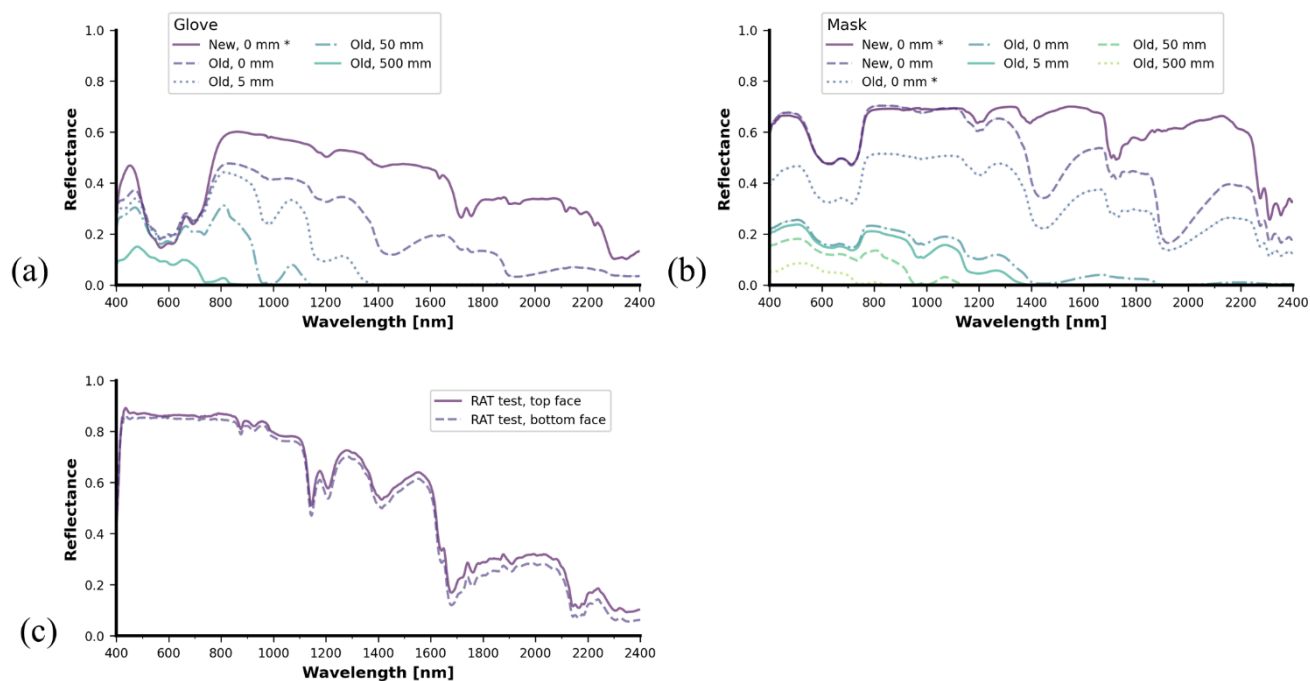 Glove
New, 0 mm *
Old, 0 mm
Old, 5 mm
Old, 50 mm
Old, 500 mm
1.0
0.8
0.6
0.4
0.2
0.0
Reflectance
400 600 800 1000 1200 1400 1600 1800 2000 2200 2400
Wavelength [nm]
(a)
Mask
New, 0 mm *
New, 0 mm
Old, 0 mm *
Old, 0 mm
Old, 5 mm
Old, 50 mm
Old, 500 mm
1.0
0.8
0.6
0.4
0.2
0.0
Reflectance
400 600 800 1000 1200 1400 1600 1800 2000 2200 2400
Wavelength [nm]
(b)
RAT test, top face
RAT test, bottom face
1.0
0.8
0.6
0.4
0.2
0.0
Reflectance
400 600 800 1000 1200 1400 1600 1800 2000 2200 2400
Wavelength [nm]
(c)